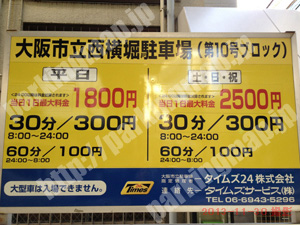 大阪市立西横堀駐車場(第10号ブロック)
平日
当日1日最大料金1800円
30分/300円
8:00~24:00
60分/100円
24:00~8:00
土・日・祝
当日1日最大料金2500円
30分/300円
8:00~24:00
60分/100円
24:00~8:00
大型車は入場できません。
Times
タイムズ24株式会社
連絡先 タイムズサービス(株)
TEL 06-6943-5296